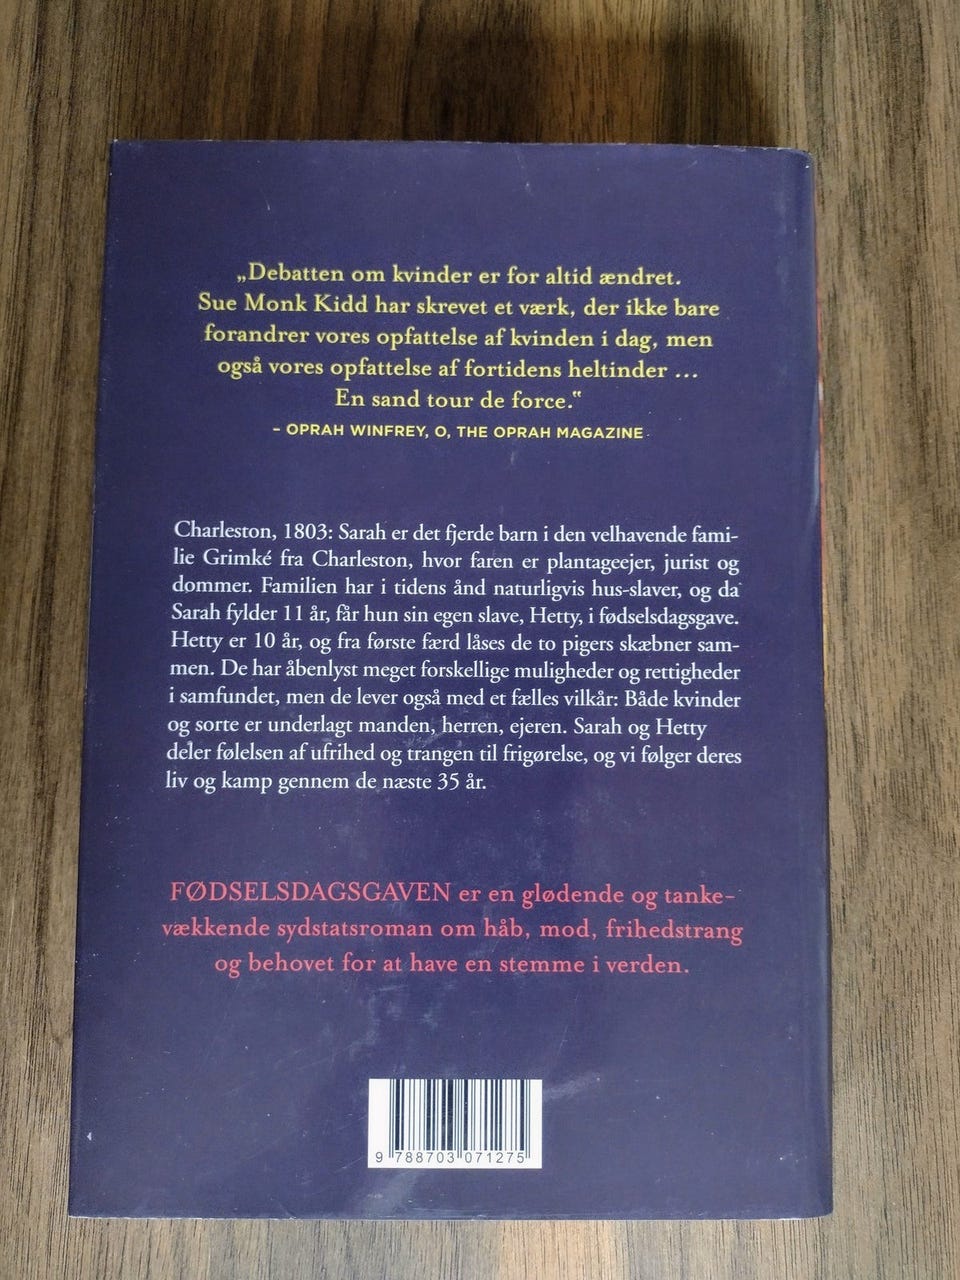 „Debatten om kvinder er for altid ændret.
Sue Monk Kidd har skrevet et værk, der ikke bare
forandrer vores opfattelse af kvinden i dag, men
også vores opfattelse af fortidens heltinder ...
En sand tour de force.“
– OPRAH WINFREY, O, THE OPRAH MAGAZINE
Charleston, 1803: Sarah er det fjerde barn i den velhavende fami-
lie Grimké fra Charleston, hvor faren er plantageejer, jurist og
dommer. Familien har i tidens ånd naturligvis hus-slaver, og da
Sarah fylder 11 år, får hun sin egen slave, Hetty, i fødselsdagsgave.
Hetty er 10 år, og fra første færd låses de to pigers skæbner sam-
men. De har åbenlyst meget forskellige muligheder og rettigheder
i samfundet, men de lever også med et fælles vilkår: Både kvinder
og sorte er underlagt manden, herren, ejeren. Sarah og Hetty
deler følelsen af ufrihed og trangen til frigørelse, og vi følger deres
liv og kamp gennem de næste 35 år.
FØDSELSDAGSGAVEN er en glødende og tanke-
vækkende sydstatsroman om håb, mod, frihedstrang
og behovet for at have en stemme i verden.
9 788703 071275